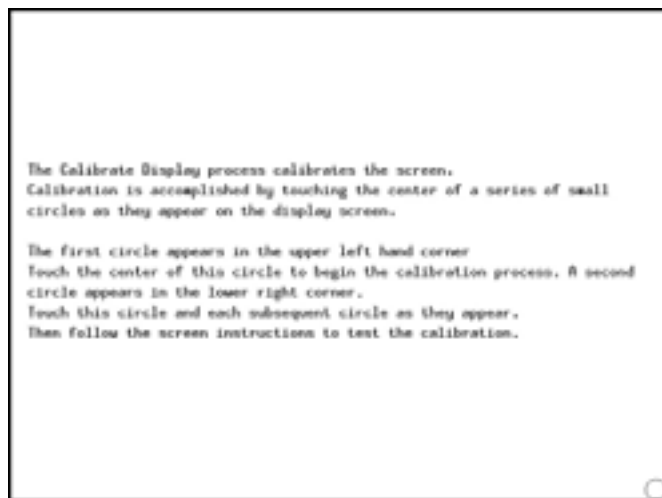 The Calibrate Display process calibrates the screen.
Calibration is accomplished by touching the center of a series of small
circles as they appear on the display screen.
The first circle appears in the upper left hand corner
Touch the center of this circle to begin the calibration process. A second
circle appears in the lower right corner.
Touch this circle and each subsequent circle as they appear.
Then follow the screen instructions to test the calibration.